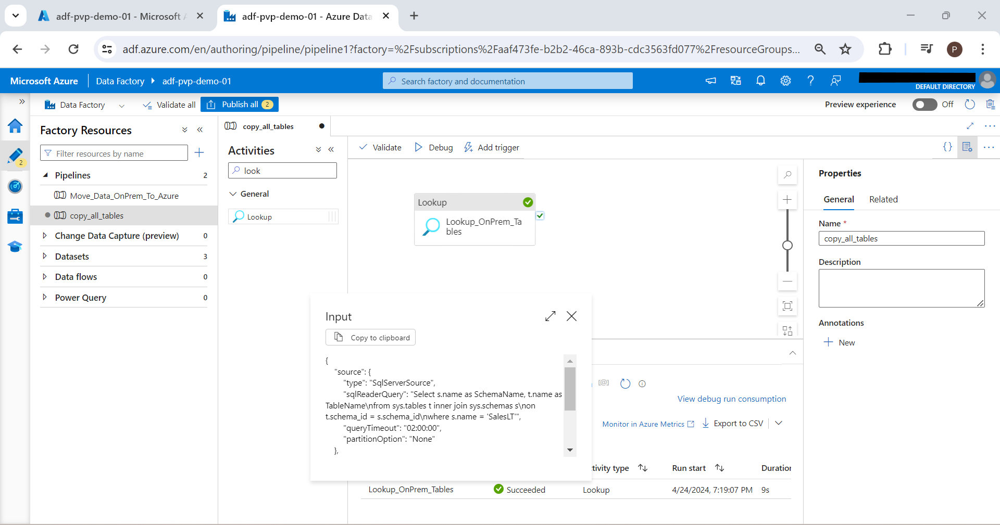 adf-pvp-demo-01 - Microsoft A
adf-pvp-demo-01 - Azure Data
adf.azure.com/en/authoring/pipeline/pipeline1?factory=%2Fsubscriptions%2Faaf473fe-b2b2-46ca-893b-cdc3563fd077%2FresourceGroups...
P
Microsoft Azure
Data Factory
adf-pvp-demo-01
Search factory and documentation
DEFAULT DIRECTORY
Data Factory
Validate all
Publish all 2
Preview experience
Off
2
Factory Resources
Filter resources by name
Pipelines 2
Move_Data_OnPrem_To_Azure
copy_all_tables
Change Data Capture (preview) 0
Datasets 3
Data flows 0
Power Query 0
copy_all_tables
Activities
look
General
Lookup
Validate
Debug
Add trigger
Lookup
Lookup_OnPrem_Ta
bles
Input
Copy to clipboard
{
"source": {
"type": "SqlServerSource",
"sqlReaderQuery": "Select s.name as SchemaName, t.name as
TableName\nfrom sys.tables t inner join sys.schemas s\non
t.schema_id = s.schema_id\nwhere s.name = 'SalesLT'",
"queryTimeout": "02:00:00",
"partitionOption": "None"
},
View debug run consumption
Monitor in Azure Metrics
Export to CSV
tivity type
Run start
Duration
Lookup_OnPrem_Tables
Succeeded
Lookup
4/24/2024, 7:19:07 PM
9s
Properties
General
Related
Name *
copy_all_tables
Description
Annotations
New